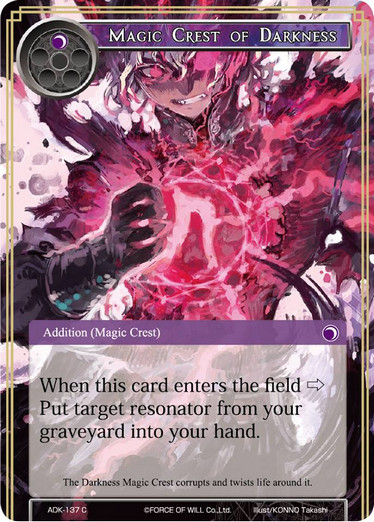 Magic Crest of Darkness
Addition (Magic Crest)
When this card enters the field ⇨
Put target resonator from your
graveyard into your hand.
The Darkness Magic Crest corrupts and twists life around it.
ADK-137 C ©FORCE OF WILL Co.,Ltd. Illust/KONNO Takashi